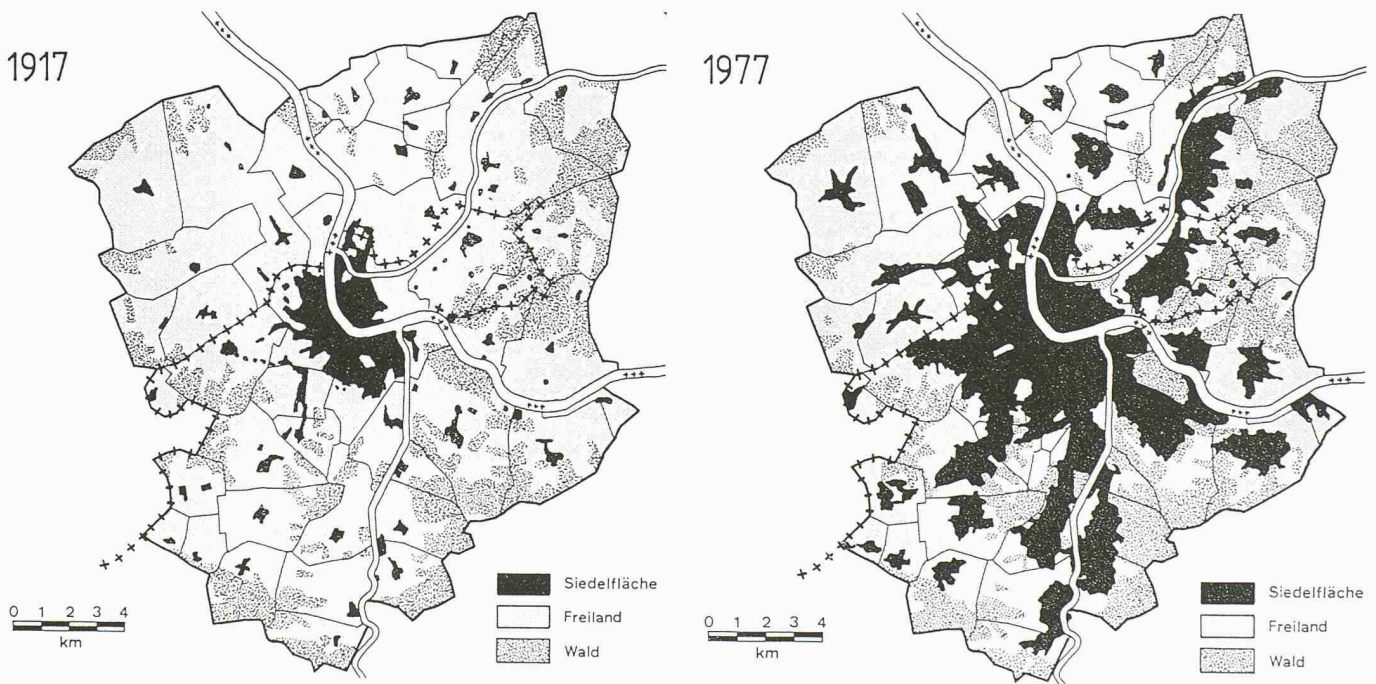 1917
Siedelfläche
Freiland
Wald
0 1 2 3 4
km
1977
Siedelfläche
Freiland
Wald
0 1 2 3 4
km